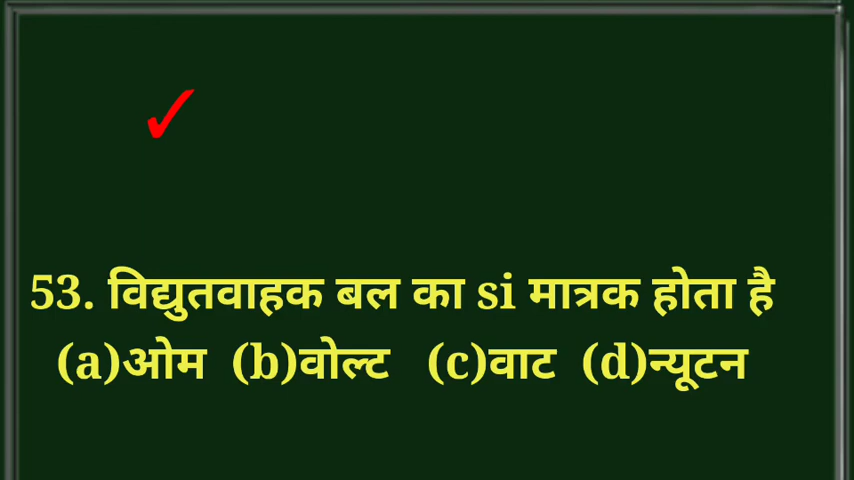 53. विद्युतवाहक बल का si मात्रक होता है
(a)ओम (b)वोल्ट (c)वाट (d)न्यूटन